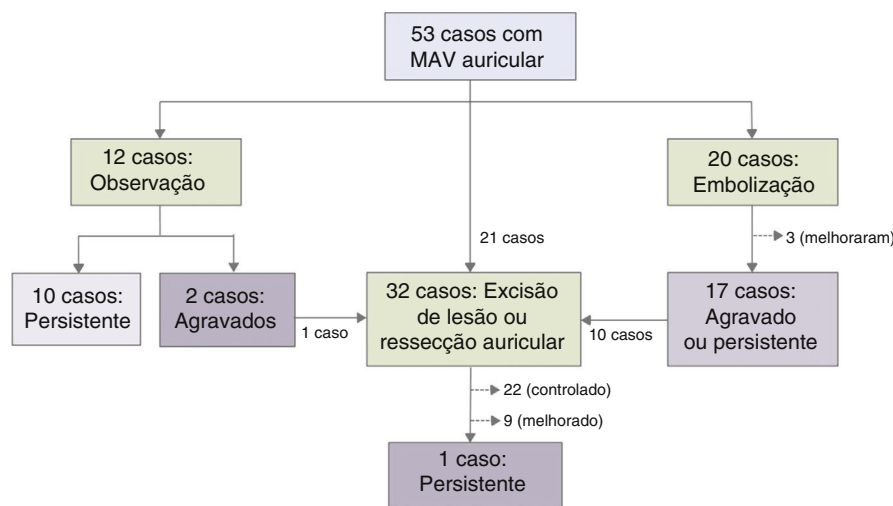 53 casos com
MAV auricular
12 casos:
Observação
20 casos:
Embolização
21 casos
3 (melhoraram)
10 casos:
Persistente
2 casos:
Agravados
1 caso
32 casos: Excisão
de lesão ou
ressecção auricular
10 casos
17 casos:
Agravado
ou persistente
22 (controlado)
9 (melhorado)
1 caso:
Persistente